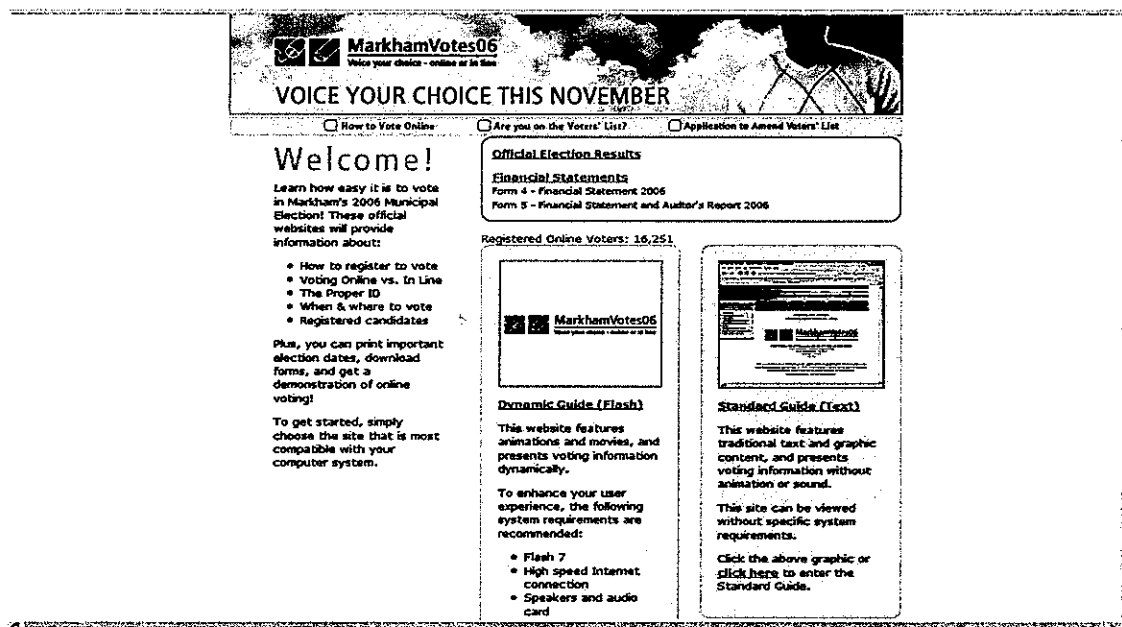 MarkhamVotes06
Voice your choice - online or in line
VOICE YOUR CHOICE THIS NOVEMBER
How to Vote Online
Are you on the Voters' List?
Application to Amend Voters' List
Welcome!
Learn how easy it is to vote
in Markham's 2006 Municipal
Election! These official
websites will provide
information about:
• How to register to vote
• Voting Online vs. In Line
• The Proper ID
• When & where to vote
• Registered candidates
Plus, you can print important
election dates, download
forms, and get a
demonstration of online
voting!
To get started, simply
choose the site that is most
compatible with your
computer system.
Official Election Results
Financial Statements
Form 4 - Financial Statement 2006
Form 5 - Financial Statement and Auditor's Report 2006
Registered Online Voters: 16,251
MarkhamVotes06
Voice your choice - online or in line
Dynamic Guide (Flash)
This website features
animations and movies, and
presents voting information
dynamically.
To enhance your user
experience, the following
system requirements are
recommended:
• Flash 7
• High speed Internet
connection
• Speakers and audio
card
MarkhamVotes06
Standard Guide (Text)
This website features
traditional text and graphic
content, and presents
voting information without
animation or sound.
This site can be viewed
without specific system
requirements.
Click the above graphic or
click here to enter the
Standard Guide.